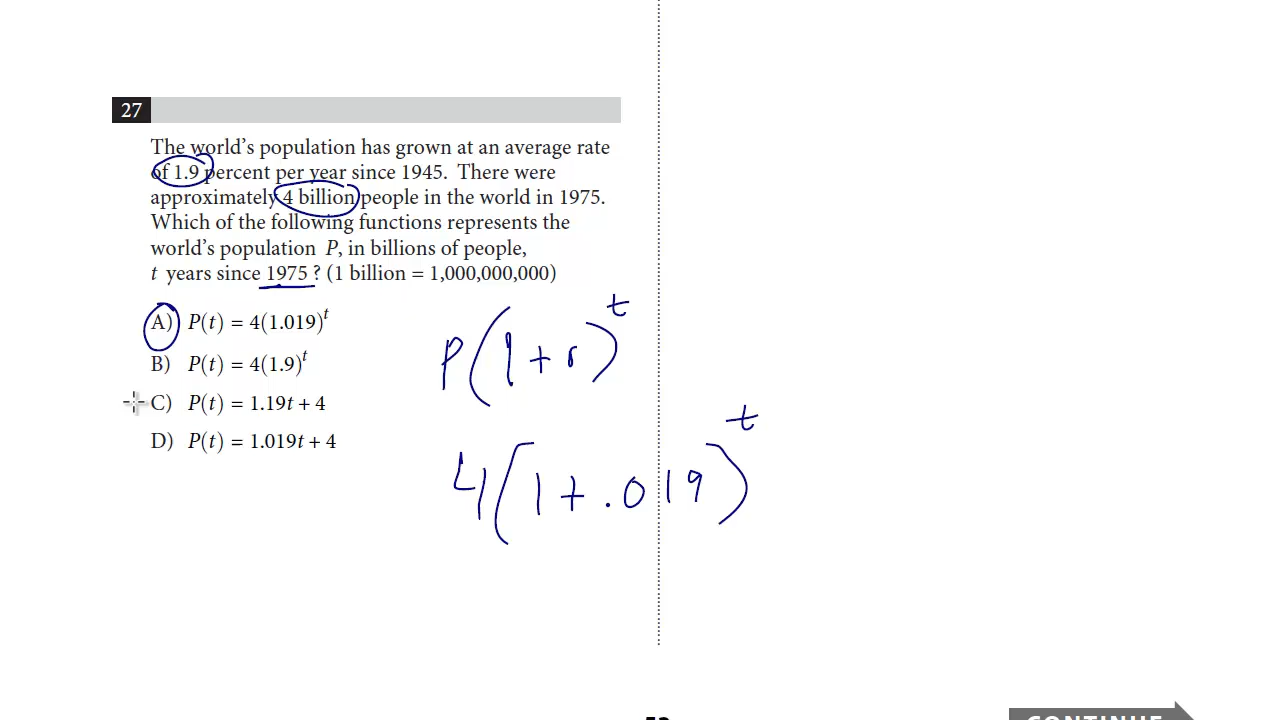 27
The world's population has grown at an average rate
of 1.9 percent per year since 1945. There were
approximately 4 billion people in the world in 1975.
Which of the following functions represents the
world's population P, in billions of people,
t years since 1975 ? (1 billion = 1,000,000,000)
A) P(t) = 4(1.019)^t
B) P(t) = 4(1.9)^t
C) P(t) = 1.19t + 4
D) P(t) = 1.019t + 4
P(1+r)^t
4(1+.019)^t
CONTINUE